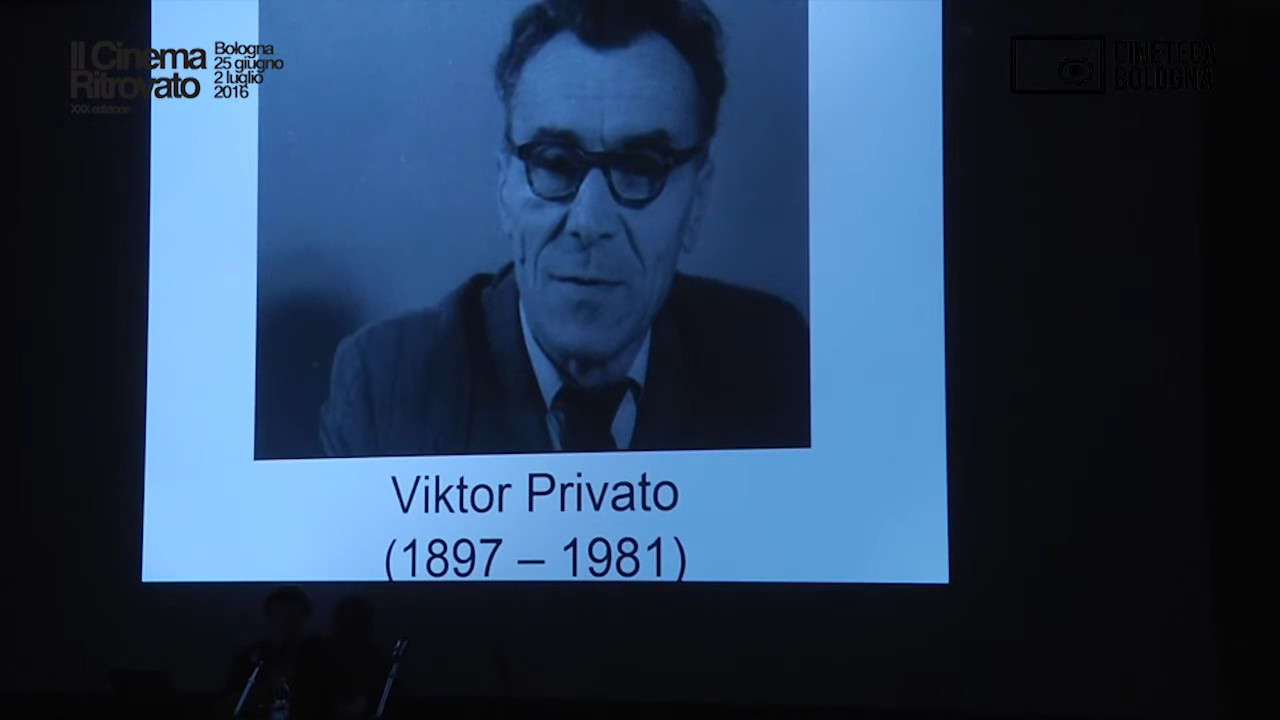 Il Cinema
Ritrovato
XXX edizione
Bologna
25 giugno
2 luglio
2016
CINETECA
BOLOGNA
Viktor Privato
(1897 – 1981)